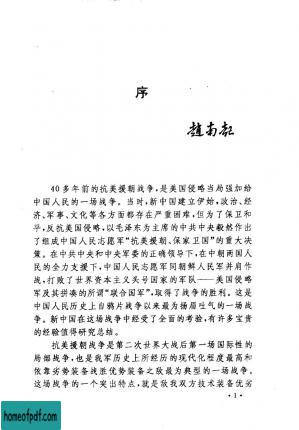 序
赵南起
40多年前的抗美援朝战争,是美国侵略当局强加给
中国人民的一场战争。当时,新中国建立伊始,政治、经
济、军事、文化等各方面都存在严重困难,但为了保卫和
平,反抗美国侵略,以毛泽东为主席的中共中央毅然作出
了组成中国人民志愿军“抗美援朝、保家卫国”的重大决
策。在中共中央和中央军委的正确领导下,在中朝两国人
民的全力支援下,中国人民志愿军同朝鲜人民军并肩作
战,打败了世界资本主义头号国家的军队——美国侵略
军及其拼凑的所谓“联合国军”,取得了战争的胜利。这是
中国人民历史上自鸦片战争以来最为扬眉吐气的一场战
争。新中国在这场战争中经受了全面的考验,有许多宝贵
的经验值得研究总结。
抗美援朝战争是第二次世界大战后第一场国际性的
局部战争,也是我军历史上所经历的现代化程度最高和
依靠劣势装备战胜优势装备之敌最为典型的一场战争。
这场战争的一个突出特点,就是敌我双方技术装备优劣
·1·
homeofpdf.com